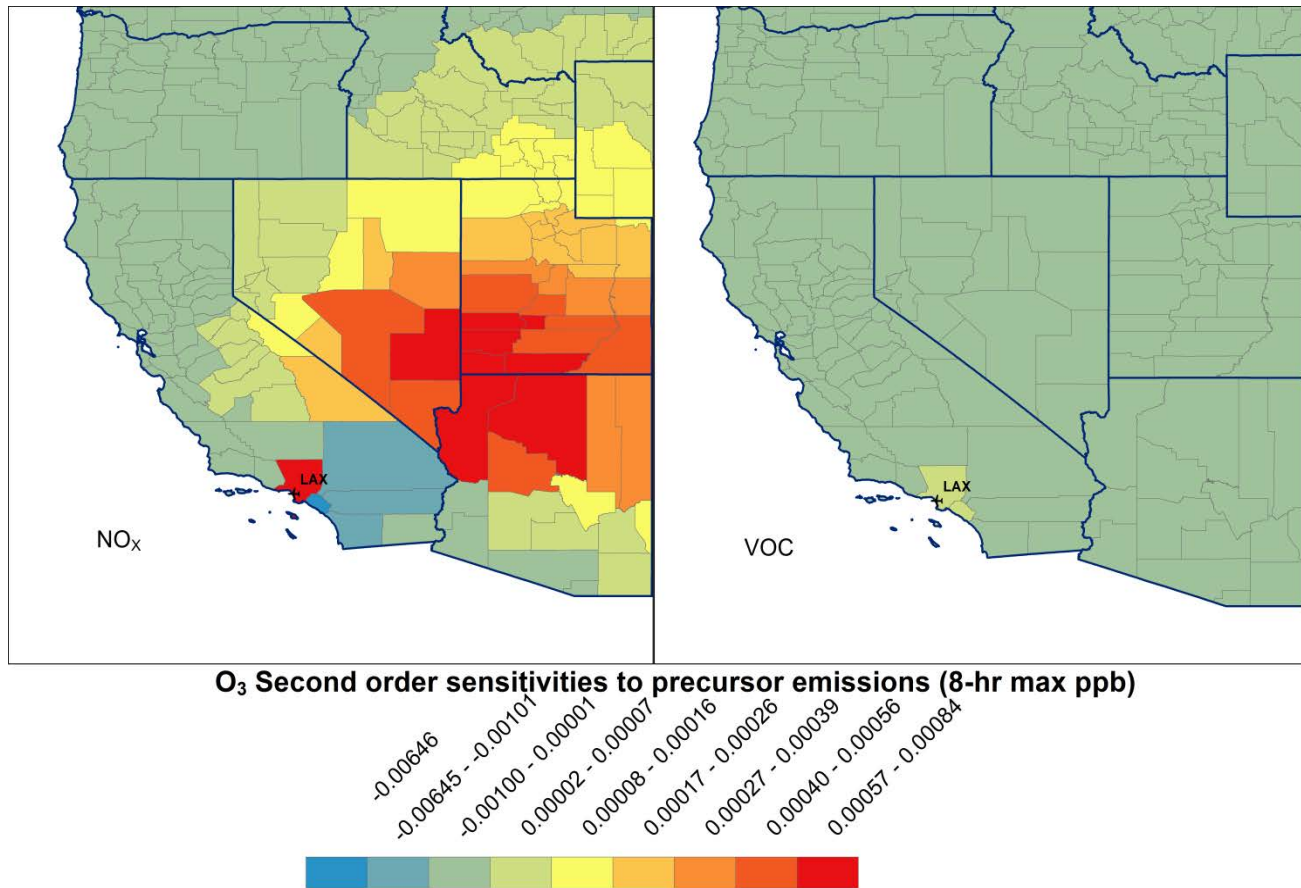 LAX
NOX
LAX
VOC
O3 Second order sensitivities to precursor emissions (8-hr max ppb)
-0.00646
-0.00645 - -0.00101
-0.00100 - 0.00001
0.00002 - 0.00007
0.00008 - 0.00016
0.00017 - 0.00026
0.00027 - 0.00039
0.00040 - 0.00056
0.00057 - 0.00084